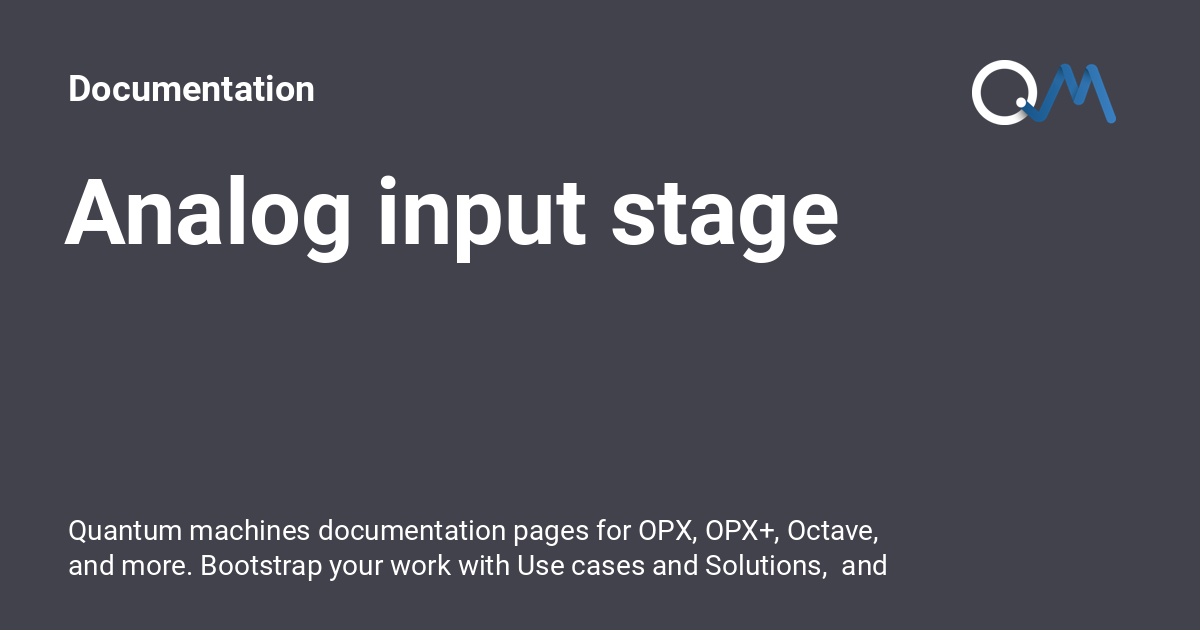 Documentation
QM
Analog input stage
Quantum machines documentation pages for OPX, OPX+, Octave,
and more. Bootstrap your work with Use cases and Solutions,  and